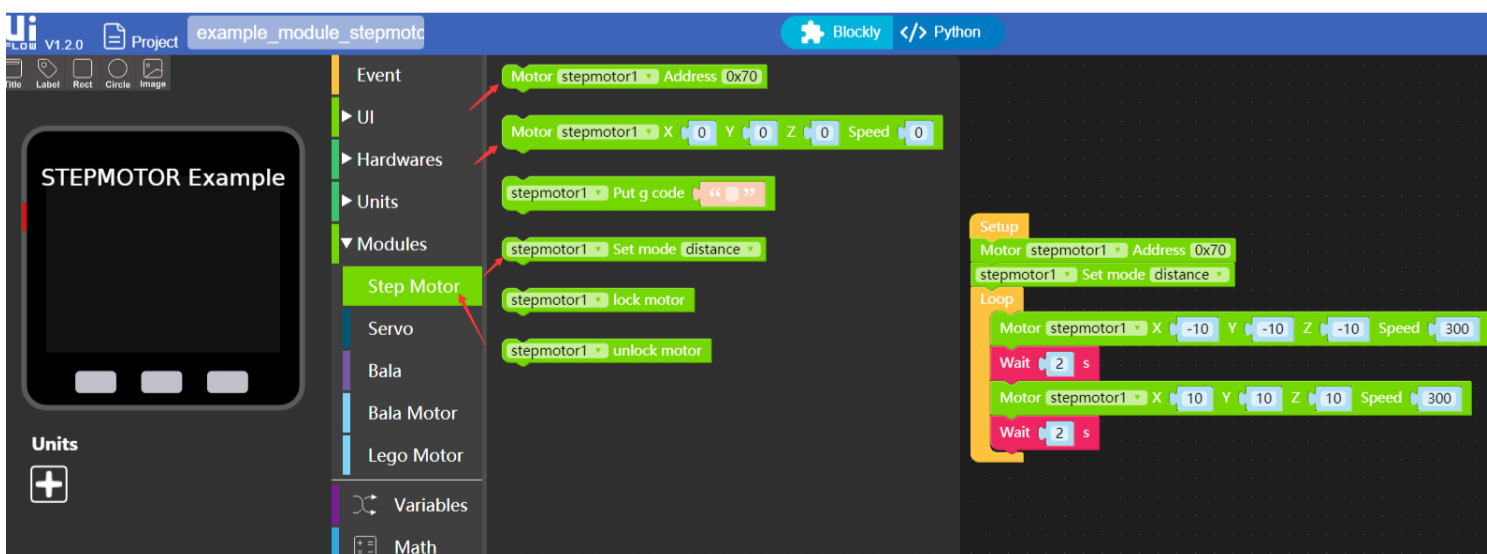 Ui
FLOW V1.2.0
Project
example_module_stepmotc
Blockly
</> Python
Title Label Rect Circle Image
STEPMOTOR Example
Units
Event
UI
Hardwares
Units
Modules
Step Motor
Servo
Bala
Bala Motor
Lego Motor
Variables
Math
Motor stepmotor1 Address 0x70
Motor stepmotor1 X 0 Y 0 Z 0 Speed 0
stepmotor1 Put g code “ ”
stepmotor1 Set mode distance
stepmotor1 lock motor
stepmotor1 unlock motor
Setup
Motor stepmotor1 Address 0x70
stepmotor1 Set mode distance
Loop
Motor stepmotor1 X -10 Y -10 Z -10 Speed 300
Wait 2 s
Motor stepmotor1 X 10 Y 10 Z 10 Speed 300
Wait 2 s